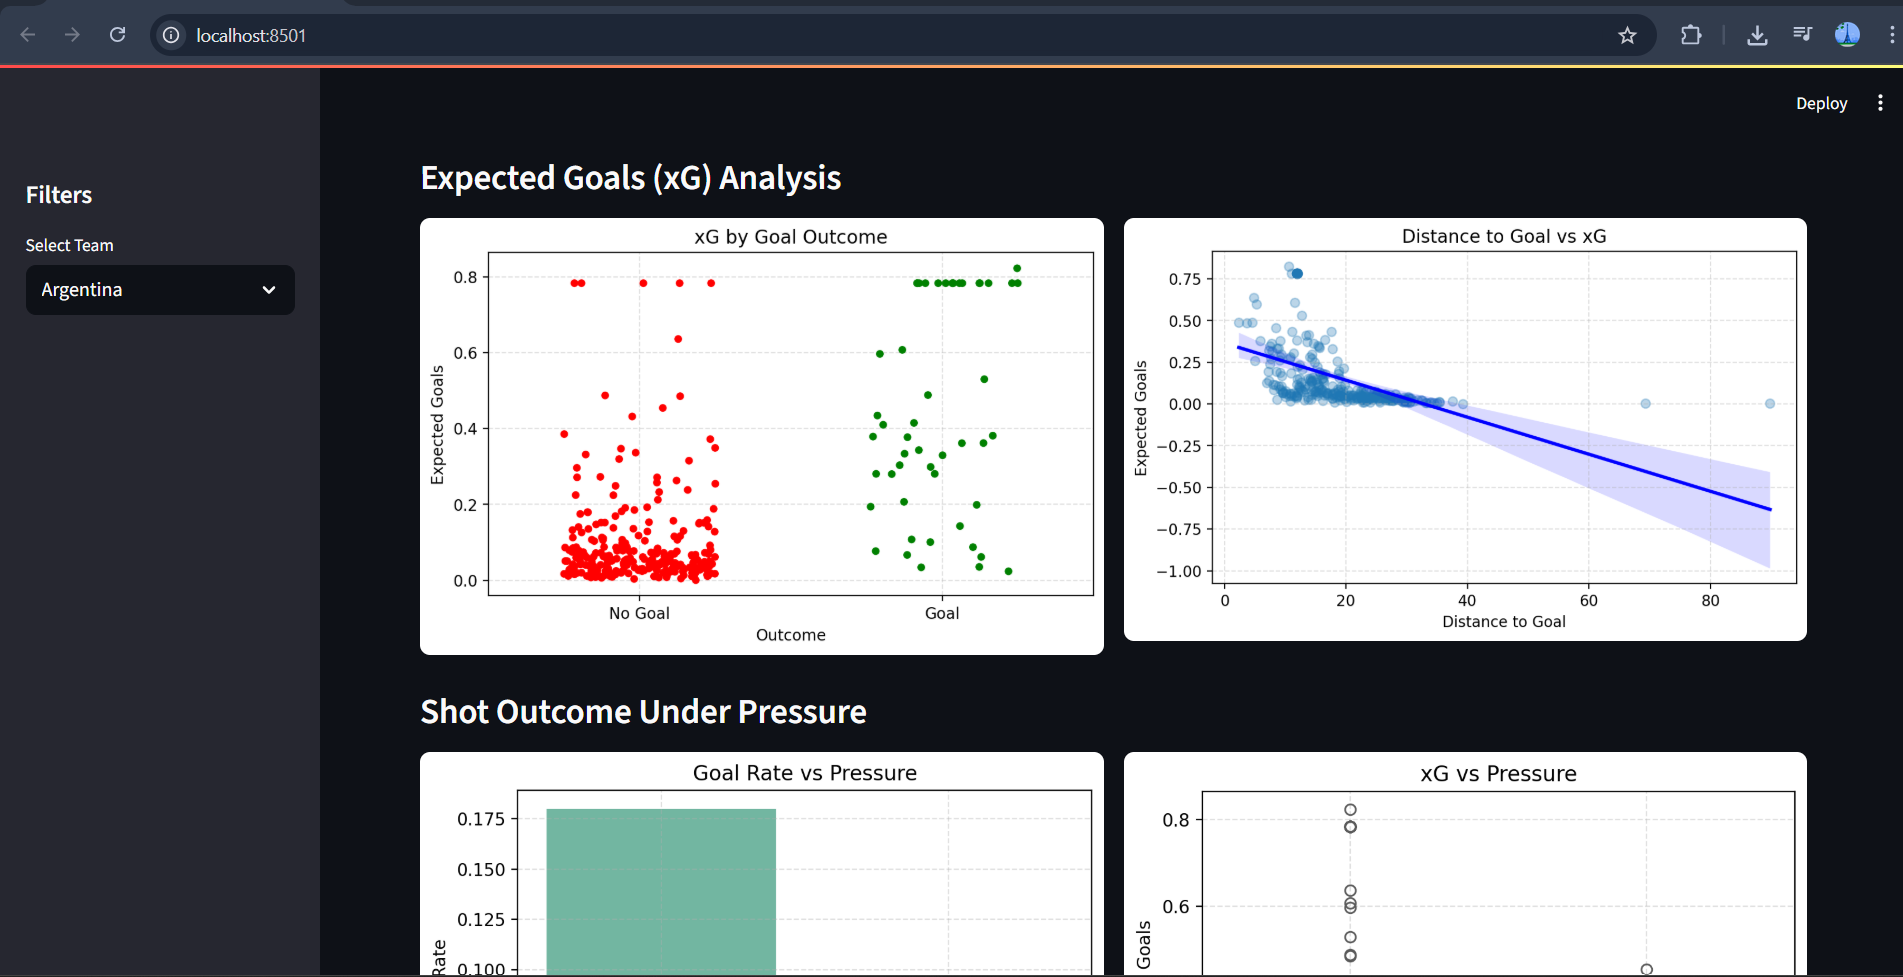 localhost:8501
Deploy
Filters
Select Team
Argentina
Expected Goals (xG) Analysis
xG by Goal Outcome
Expected Goals
0.8
0.6
0.4
0.2
0.0
No Goal
Goal
Outcome
Distance to Goal vs xG
Expected Goals
0.75
0.50
0.25
0.00
−0.25
−0.50
−0.75
−1.00
0
20
40
60
80
Distance to Goal
Shot Outcome Under Pressure
Goal Rate vs Pressure
Rate
0.175
0.150
0.125
0.100
xG vs Pressure
Goals
0.8
0.6